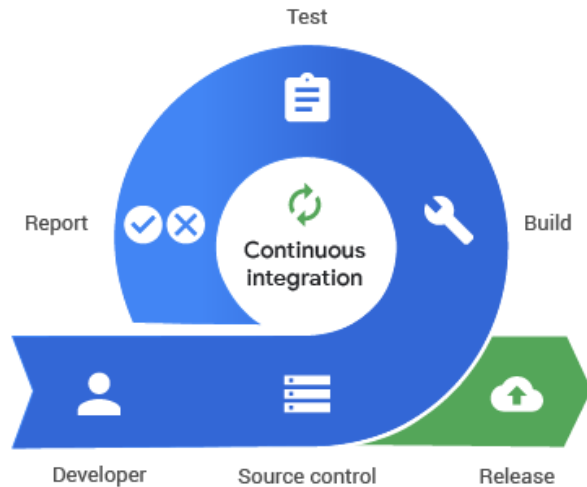 Test
Report
Build
Continuous
integration
Developer
Source control
Release